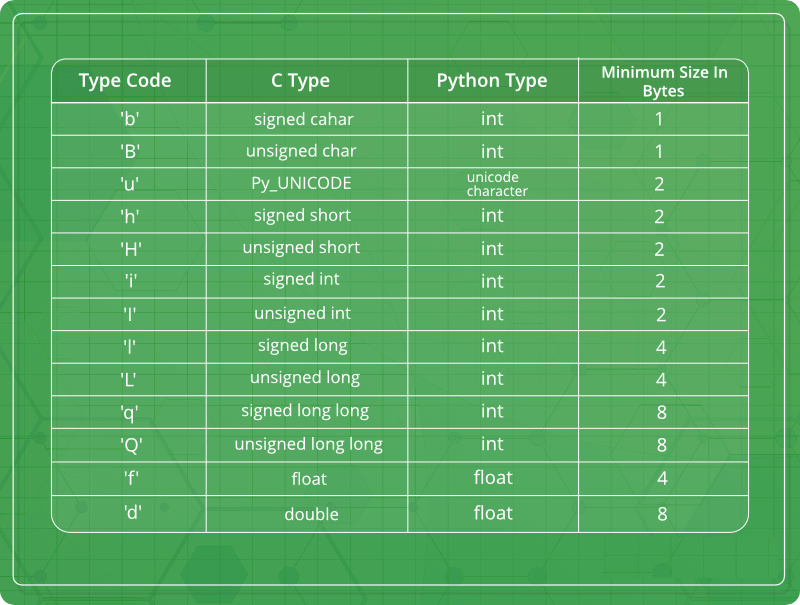 Type Code C Type Python Type Minimum Size In
Bytes
'b' signed cahar int 1
'B' unsigned char int 1
'u' Py_UNICODE unicode
character 2
'h' signed short int 2
'H' unsigned short int 2
'i' signed int int 2
'I' unsigned int int 2
'l' signed long int 4
'L' unsigned long int 4
'q' signed long long int 8
'Q' unsigned long long int 8
'f' float float 4
'd' double float 8